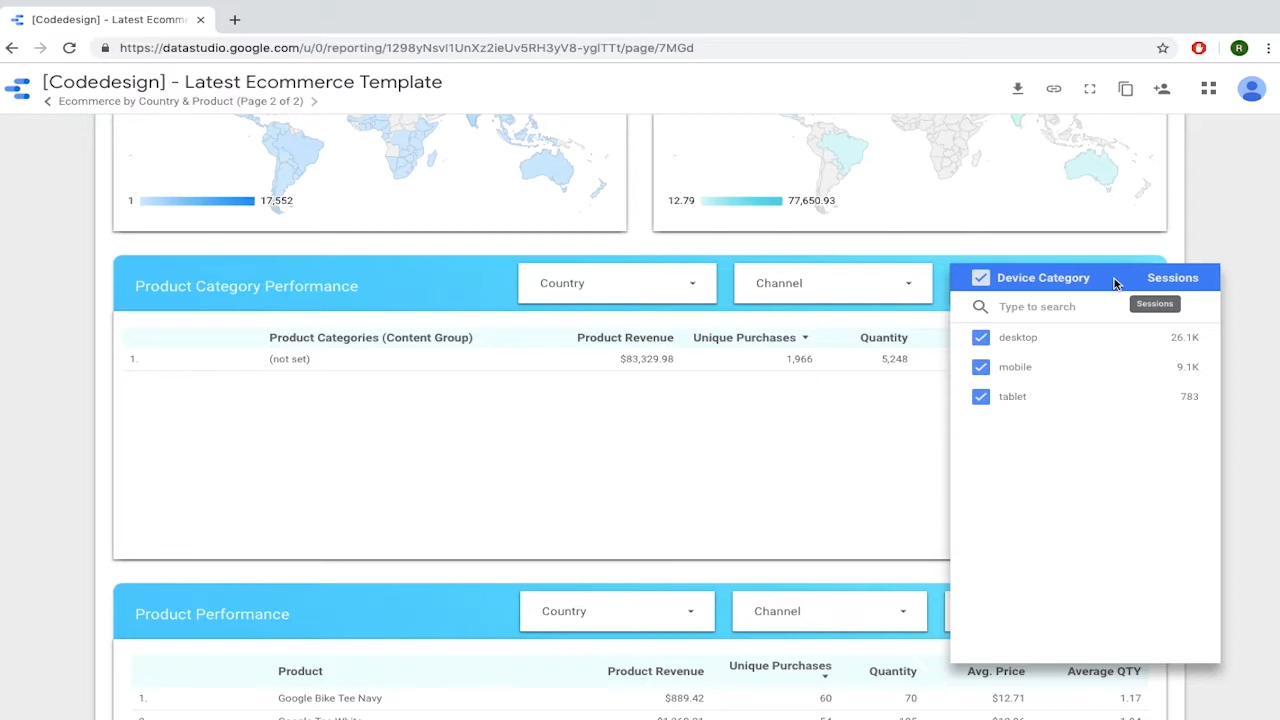 [Codedesign] - Latest Ecomme
https://datastudio.google.com/u/0/reporting/1298yNsvl1UnXz2ieUv5RH3yV8-yglTTt/page/7MGd
R
[Codedesign] - Latest Ecommerce Template
Ecommerce by Country & Product (Page 2 of 2)
1 17,552
12.79 77,650.93
Product Category Performance
Country
Channel
Device Category Sessions
Type to search
Sessions
desktop 26.1K
mobile 9.1K
tablet 783
Product Categories (Content Group) Product Revenue Unique Purchases Quantity
1. (not set) $83,329.98 1,966 5,248
Product Performance
Country
Channel
Product Product Revenue Unique Purchases Quantity Avg. Price Average QTY
1. Google Bike Tee Navy $889.42 60 70 $12.71 1.17